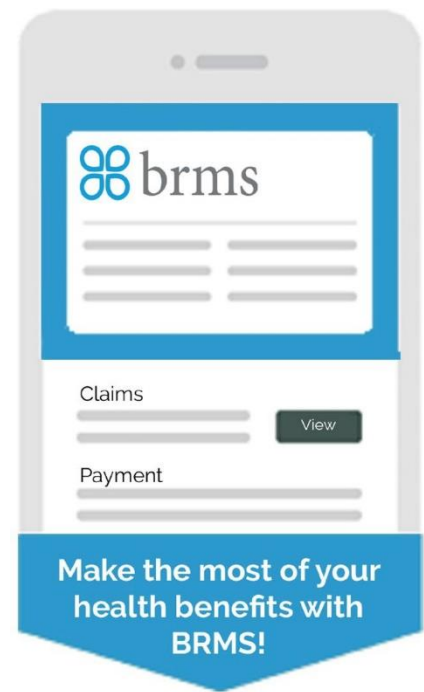 brms
Claims
View
Payment
Make the most of your
health benefits with
BRMS!